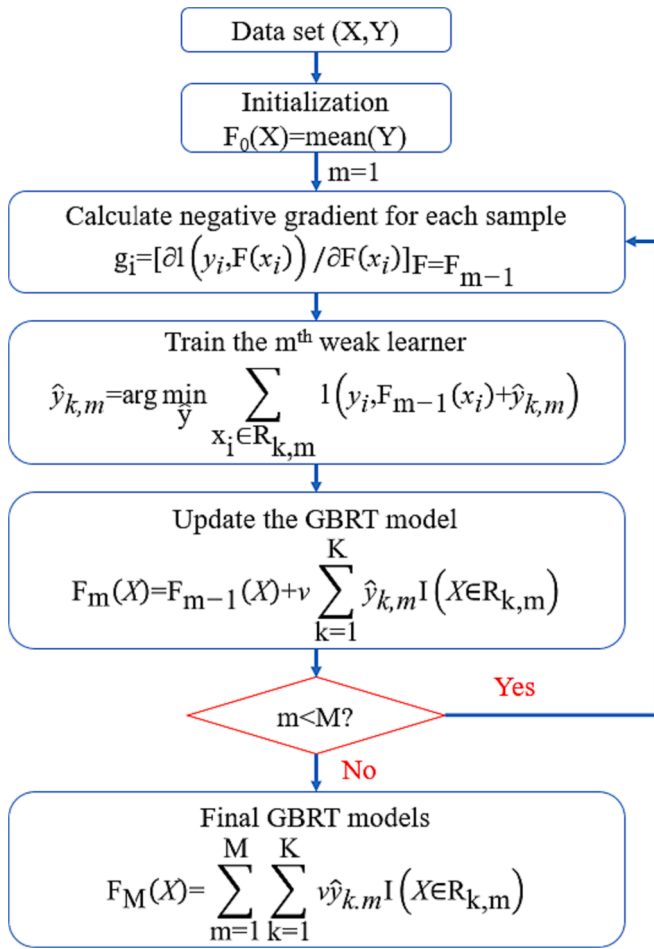 Data set (X,Y)
Initialization
F₀(X)=mean(Y)
m=1
Calculate negative gradient for each sample
gᵢ=[∂l(yᵢ,F(xᵢ))/∂F(xᵢ)]F=Fₘ₋₁
Train the mᵗʰ weak learner
ŷₖ,ₘ=arg min ∑ l(yᵢ,Fₘ₋₁(xᵢ)+ŷₖ,ₘ)
ŷ xᵢ∈Rₖ,ₘ
Update the GBRT model
K
Fₘ(X)=Fₘ₋₁(X)+ν ∑ ŷₖ,ₘI(X∈Rₖ,ₘ)
k=1
m<M?
Yes
No
Final GBRT models
M K
F_M(X)= ∑ ∑ νŷₖ.ₘI(X∈Rₖ,ₘ)
m=1 k=1